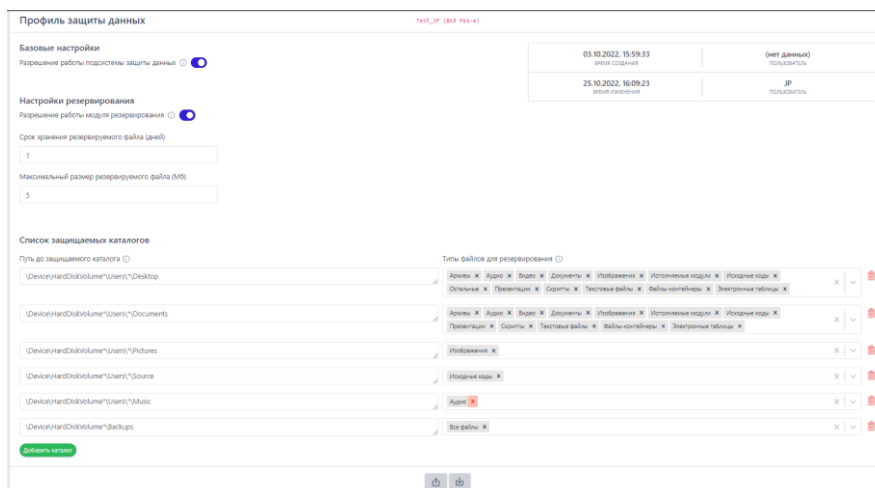 Профиль защиты данных
Test_JP (ВКЛ Рез-е)
Базовые настройки
Разрешение работы подсистемы защиты данных
03.10.2022, 15:59:33
ВРЕМЯ СОЗДАНИЯ
(нет данных)
ПОЛЬЗОВАТЕЛЬ
25.10.2022, 16:09:23
ВРЕМЯ ИЗМЕНЕНИЯ
JP
ПОЛЬЗОВАТЕЛЬ
Настройки резервирования
Разрешение работы модуля резервирования
Срок хранения резервируемого файла (дней)
1
Максимальный размер резервируемого файла (Мб)
5
Список защищаемых каталогов
Путь до защищаемого каталога
Типы файлов для резервирования
\Device\HardDiskVolume*\Users\*\Desktop
Архивы Аудио Видео Документы Изображения Исполняемые модули Исходные коды
Остальные Презентации Скрипты Текстовые файлы Файлы-контейнеры Электронные таблицы
\Device\HardDiskVolume*\Users\*\Documents
Архивы Аудио Видео Документы Изображения Исполняемые модули Исходные коды
Презентации Скрипты Текстовые файлы Файлы-контейнеры Электронные таблицы
\Device\HardDiskVolume*\Users\*\Pictures
Изображения
\Device\HardDiskVolume*\Users\*\Source
Исходные коды
\Device\HardDiskVolume*\Users\*\Music
Аудио
\Device\HardDiskVolume*\Backups
Все файлы
Добавить каталог